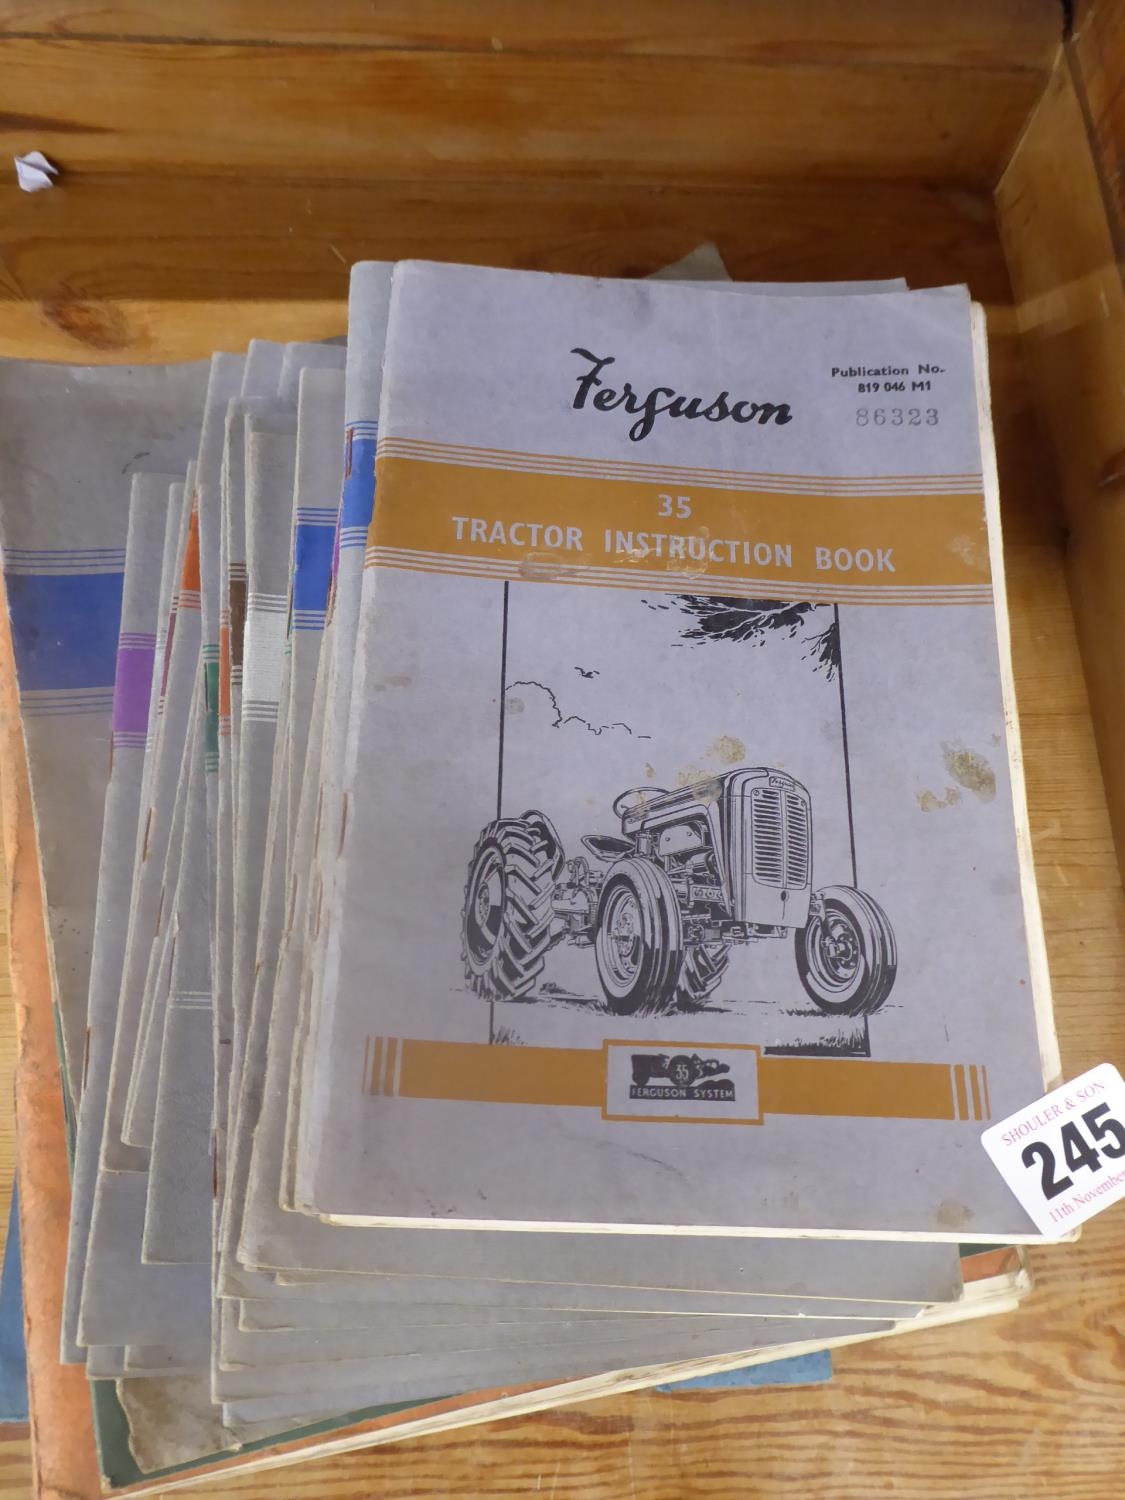 Ferguson
Publication No.
819 046 M1
86323
35
TRACTOR INSTRUCTION BOOK
Ferguson
35
FERGUSON SYSTEM
SHOULER & SON
245
11th November